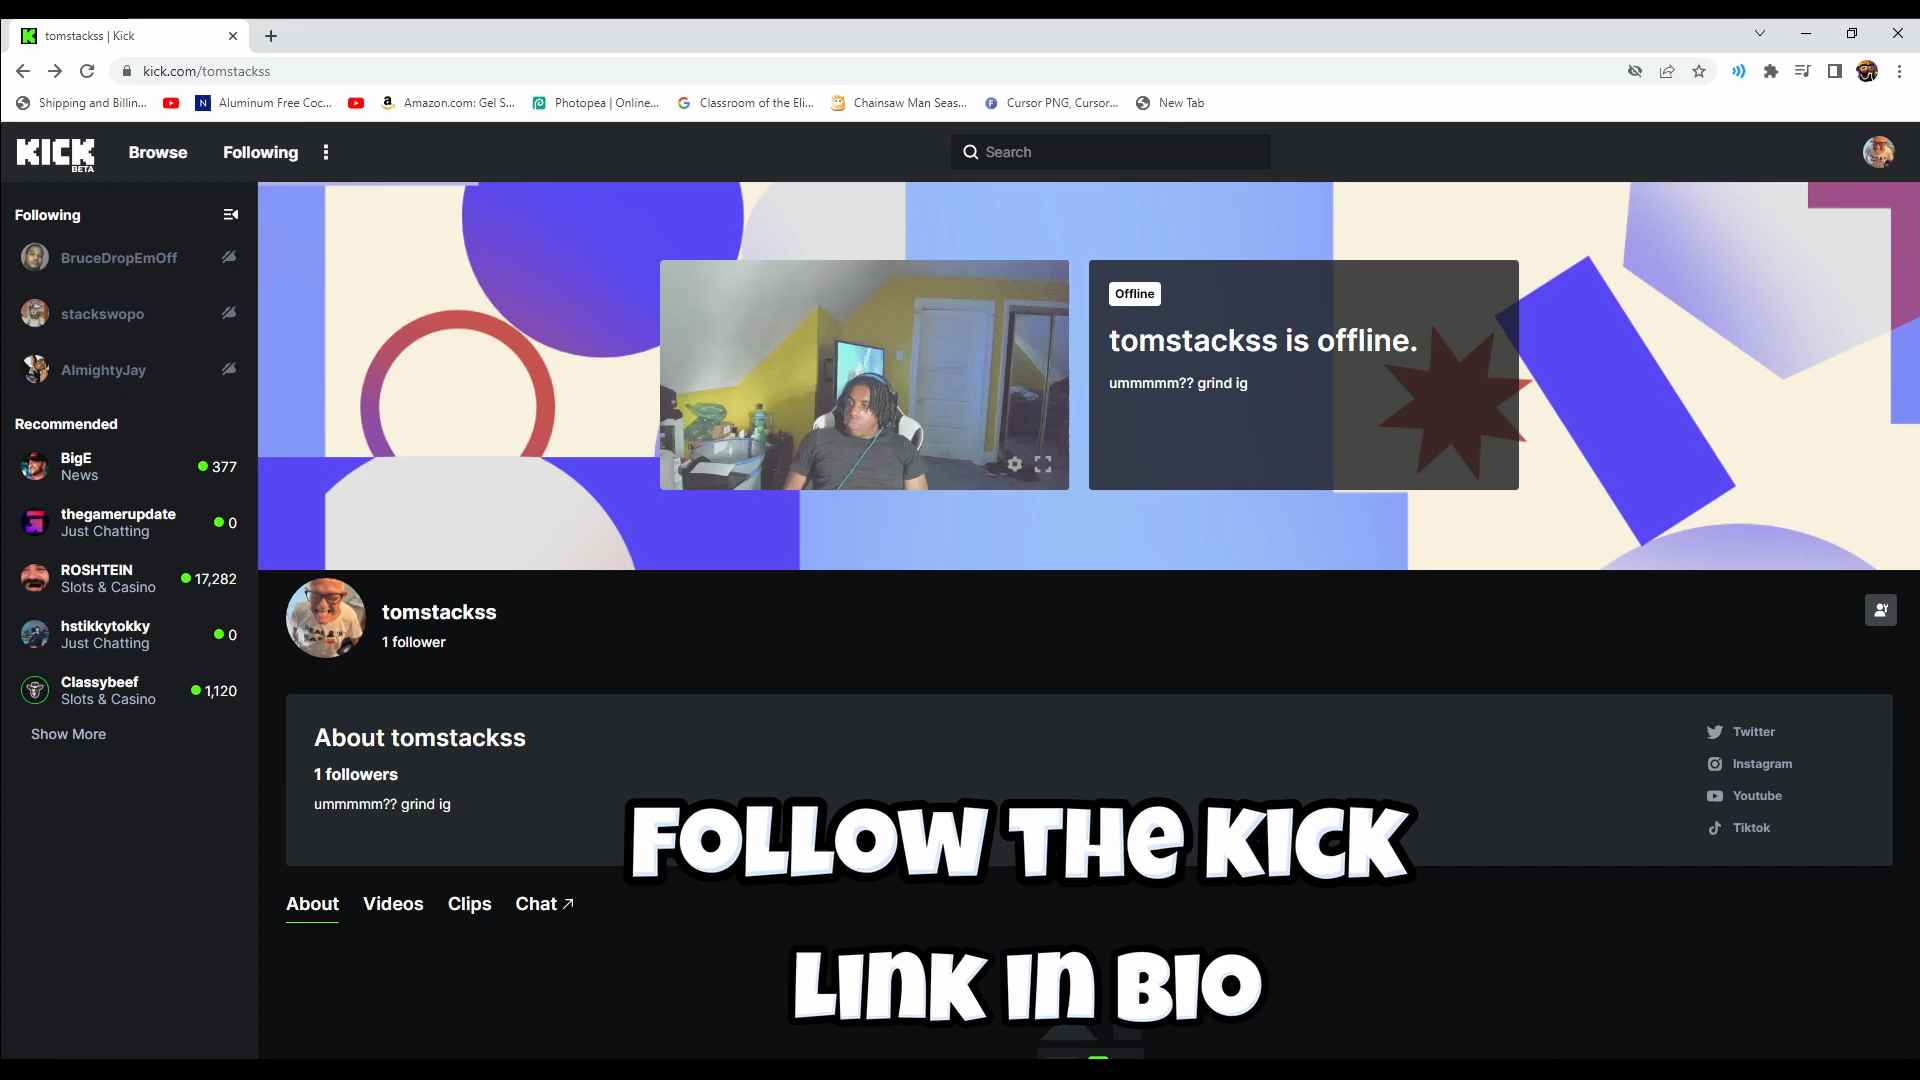 tomstackss | Kick
kick.com/tomstackss
Shipping and Billin...
Aluminum Free Coc...
Amazon.com: Gel S...
Photopea | Online...
Classroom of the Eli...
Chainsaw Man Seas...
Cursor PNG, Cursor...
New Tab
KICK
BETA
Browse
Following
Search
Following
BruceDropEmOff
stackswopo
AlmightyJay
Recommended
BigE
377
News
thegamerupdate
0
Just Chatting
ROSHTEIN
17,282
Slots & Casino
hstikkytokky
0
Just Chatting
Classybeef
1,120
Slots & Casino
Show More
Offline
tomstackss is offline.
ummmmm?? grind ig
tomstackss
1 follower
About tomstackss
1 followers
ummmmm?? grind ig
Twitter
Instagram
Youtube
Tiktok
FOLLOW THE KICK
About Videos Clips Chat
LINK IN BIO